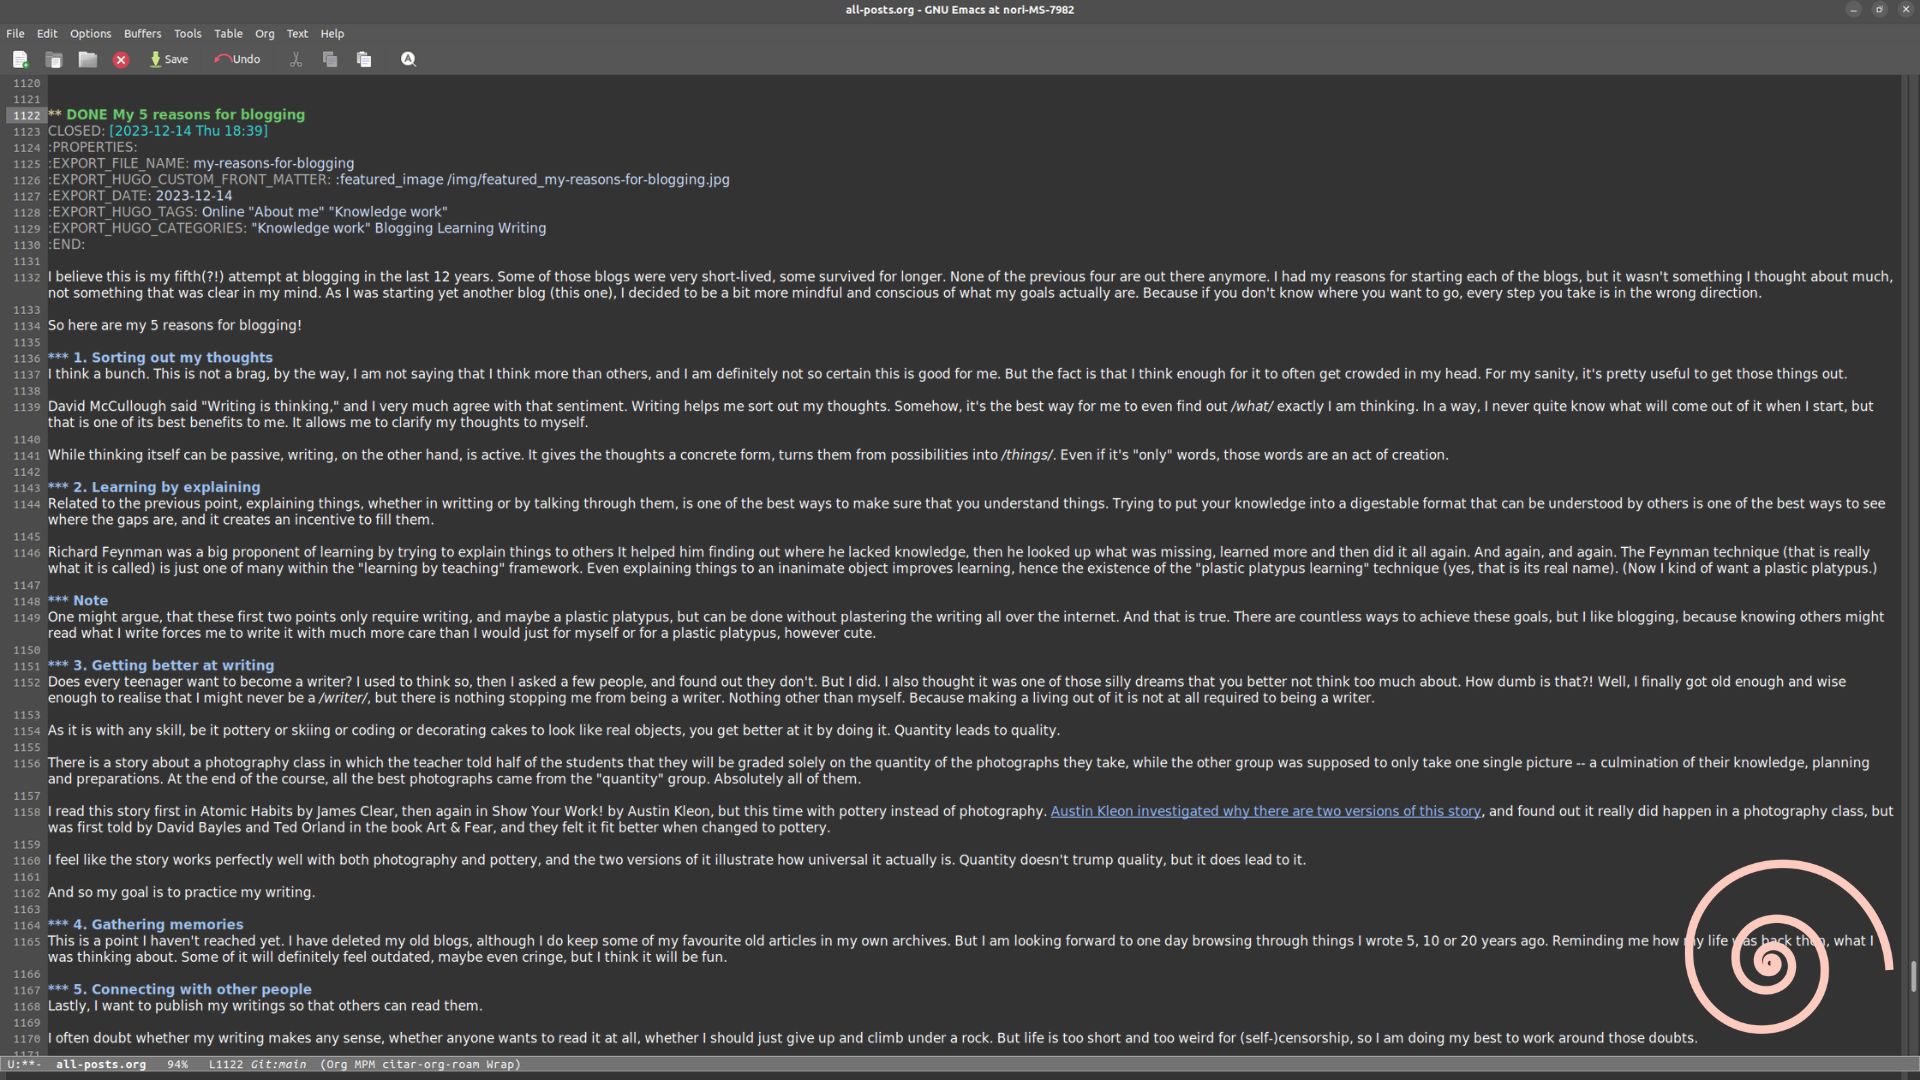 all-posts.org - GNU Emacs at nori-MS-7982
File Edit Options Buffers Tools Table Org Text Help
Save Undo
1120
1121
1122 ** DONE My 5 reasons for blogging
1123 CLOSED: [2023-12-14 Thu 18:39]
1124 :PROPERTIES:
1125 :EXPORT_FILE_NAME: my-reasons-for-blogging
1126 :EXPORT_HUGO_CUSTOM_FRONT_MATTER: :featured_image /img/featured_my-reasons-for-blogging.jpg
1127 :EXPORT_DATE: 2023-12-14
1128 :EXPORT_HUGO_TAGS: Online "About me" "Knowledge work"
1129 :EXPORT_HUGO_CATEGORIES: "Knowledge work" Blogging Learning Writing
1130 :END:
1131
1132 I believe this is my fifth(?!) attempt at blogging in the last 12 years. Some of those blogs were very short-lived, some survived for longer. None of the previous four are out there anymore. I had my reasons for starting each of the blogs, but it wasn't something I thought about much,
not something that was clear in my mind. As I was starting yet another blog (this one), I decided to be a bit more mindful and conscious of what my goals actually are. Because if you don't know where you want to go, every step you take is in the wrong direction.
1133
1134 So here are my 5 reasons for blogging!
1135
1136 *** 1. Sorting out my thoughts
1137 I think a bunch. This is not a brag, by the way, I am not saying that I think more than others, and I am definitely not so certain this is good for me. But the fact is that I think enough for it to often get crowded in my head. For my sanity, it's pretty useful to get those things out.
1138
1139 David McCullough said "Writing is thinking," and I very much agree with that sentiment. Writing helps me sort out my thoughts. Somehow, it's the best way for me to even find out /what/ exactly I am thinking. In a way, I never quite know what will come out of it when I start, but
that is one of its best benefits to me. It allows me to clarify my thoughts to myself.
1140
1141 While thinking itself can be passive, writing, on the other hand, is active. It gives the thoughts a concrete form, turns them from possibilities into /things/. Even if it's "only" words, those words are an act of creation.
1142
1143 *** 2. Learning by explaining
1144 Related to the previous point, explaining things, whether in writting or by talking through them, is one of the best ways to make sure that you understand things. Trying to put your knowledge into a digestable format that can be understood by others is one of the best ways to see
where the gaps are, and it creates an incentive to fill them.
1145
1146 Richard Feynman was a big proponent of learning by trying to explain things to others It helped him finding out where he lacked knowledge, then he looked up what was missing, learned more and then did it all again. And again, and again. The Feynman technique (that is really
what it is called) is just one of many within the "learning by teaching" framework. Even explaining things to an inanimate object improves learning, hence the existence of the "plastic platypus learning" technique (yes, that is its real name). (Now I kind of want a plastic platypus.)
1147
1148 *** Note
1149 One might argue, that these first two points only require writing, and maybe a plastic platypus, but can be done without plastering the writing all over the internet. And that is true. There are countless ways to achieve these goals, but I like blogging, because knowing others might
read what I write forces me to write it with much more care than I would just for myself or for a plastic platypus, however cute.
1150
1151 *** 3. Getting better at writing
1152 Does every teenager want to become a writer? I used to think so, then I asked a few people, and found out they don't. But I did. I also thought it was one of those silly dreams that you better not think too much about. How dumb is that?! Well, I finally got old enough and wise
enough to realise that I might never be a /writer/, but there is nothing stopping me from being a writer. Nothing other than myself. Because making a living out of it is not at all required to being a writer.
1153
1154 As it is with any skill, be it pottery or skiing or coding or decorating cakes to look like real objects, you get better at it by doing it. Quantity leads to quality.
1155
1156 There is a story about a photography class in which the teacher told half of the students that they will be graded solely on the quantity of the photographs they take, while the other group was supposed to only take one single picture -- a culmination of their knowledge, planning
and preparations. At the end of the course, all the best photographs came from the "quantity" group. Absolutely all of them.
1157
1158 I read this story first in Atomic Habits by James Clear, then again in Show Your Work! by Austin Kleon, but this time with pottery instead of photography. Austin Kleon investigated why there are two versions of this story, and found out it really did happen in a photography class, but
was first told by David Bayles and Ted Orland in the book Art & Fear, and they felt it fit better when changed to pottery.
1159
1160 I feel like the story works perfectly well with both photography and pottery, and the two versions of it illustrate how universal it actually is. Quantity doesn't trump quality, but it does lead to it.
1161
1162 And so my goal is to practice my writing.
1163
1164 *** 4. Gathering memories
1165 This is a point I haven't reached yet. I have deleted my old blogs, although I do keep some of my favourite old articles in my own archives. But I am looking forward to one day browsing through things I wrote 5, 10 or 20 years ago. Reminding me how my life was back then, what I
was thinking about. Some of it will definitely feel outdated, maybe even cringe, but I think it will be fun.
1166
1167 *** 5. Connecting with other people
1168 Lastly, I want to publish my writings so that others can read them.
1169
1170 I often doubt whether my writing makes any sense, whether anyone wants to read it at all, whether I should just give up and climb under a rock. But life is too short and too weird for (self-)censorship, so I am doing my best to work around those doubts.
1171
U:**- all-posts.org 94% L1122 Git:main (Org MPM citar-org-roam Wrap)